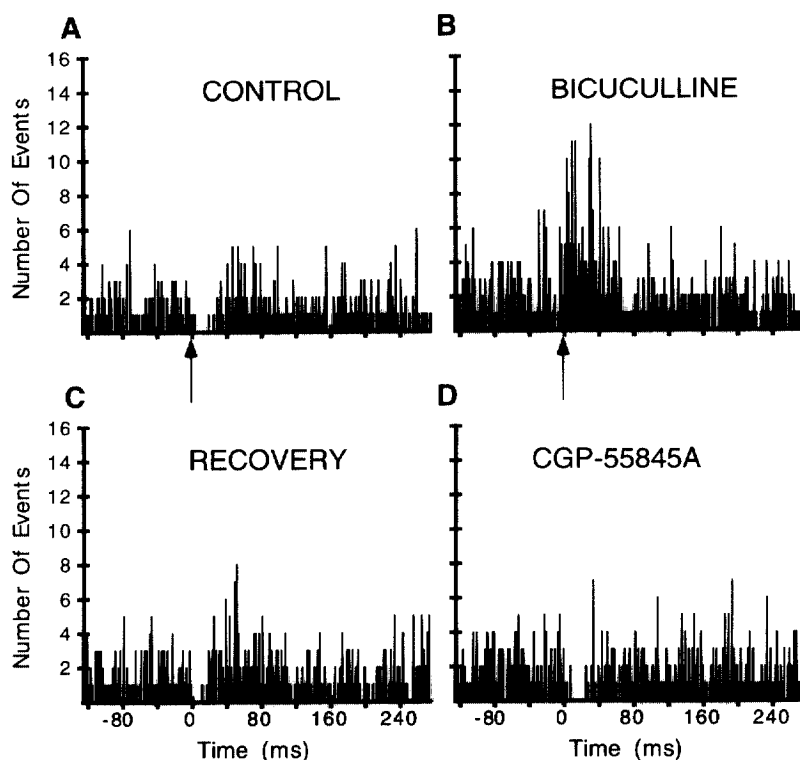 A
CONTROL
Number Of Events
16
14
12
10
8
6
4
2
B
BICUCULLINE
C
RECOVERY
Number Of Events
16
14
12
10
8
6
4
2
-80 0 80 160 240
Time (ms)
D
CGP-55845A
-80 0 80 160 240
Time (ms)